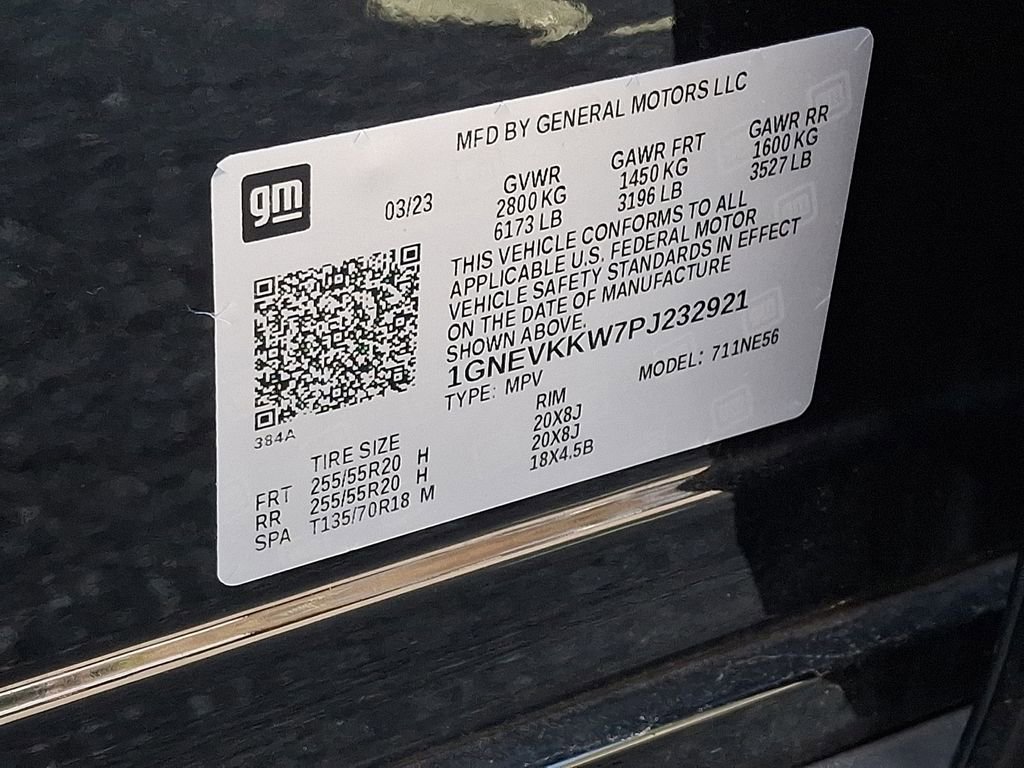 MFD BY GENERAL MOTORS LLC
gm
03/23
GVWR
2800 KG
6173 LB
GAWR FRT
1450 KG
3196 LB
GAWR RR
1600 KG
3527 LB
THIS VEHICLE CONFORMS TO ALL
APPLICABLE U.S. FEDERAL MOTOR
VEHICLE SAFETY STANDARDS IN EFFECT
ON THE DATE OF MANUFACTURE
SHOWN ABOVE.
1GNEVKKW7PJ232921
TYPE: MPV MODEL: 711NE56
384A
TIRE SIZE RIM
FRT 255/55R20 H 20X8J
RR 255/55R20 H 20X8J
SPA T135/70R18 M 18X4.5B